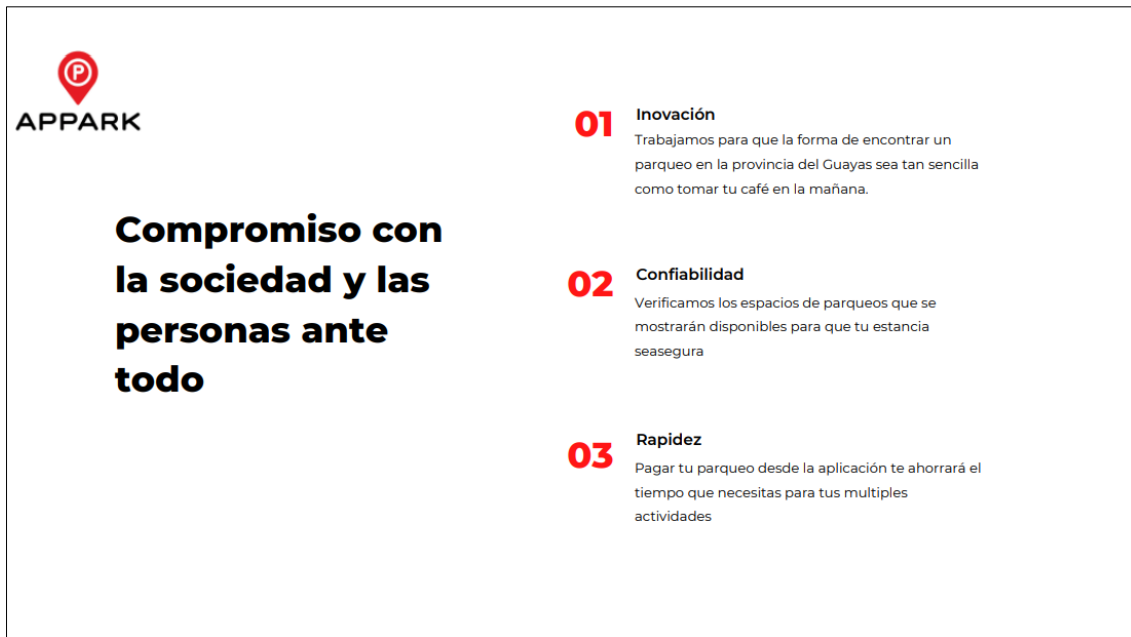 P
APPARK
Compromiso con
la sociedad y las
personas ante
todo
01
Inovación
Trabajamos para que la forma de encontrar un
parqueo en la provincia del Guayas sea tan sencilla
como tomar tu café en la mañana.
02
Confiabilidad
Verificamos los espacios de parqueos que se
mostrarán disponibles para que tu estancia
seasegura
03
Rapidez
Pagar tu parqueo desde la aplicación te ahorrará el
tiempo que necesitas para tus multiples
actividades